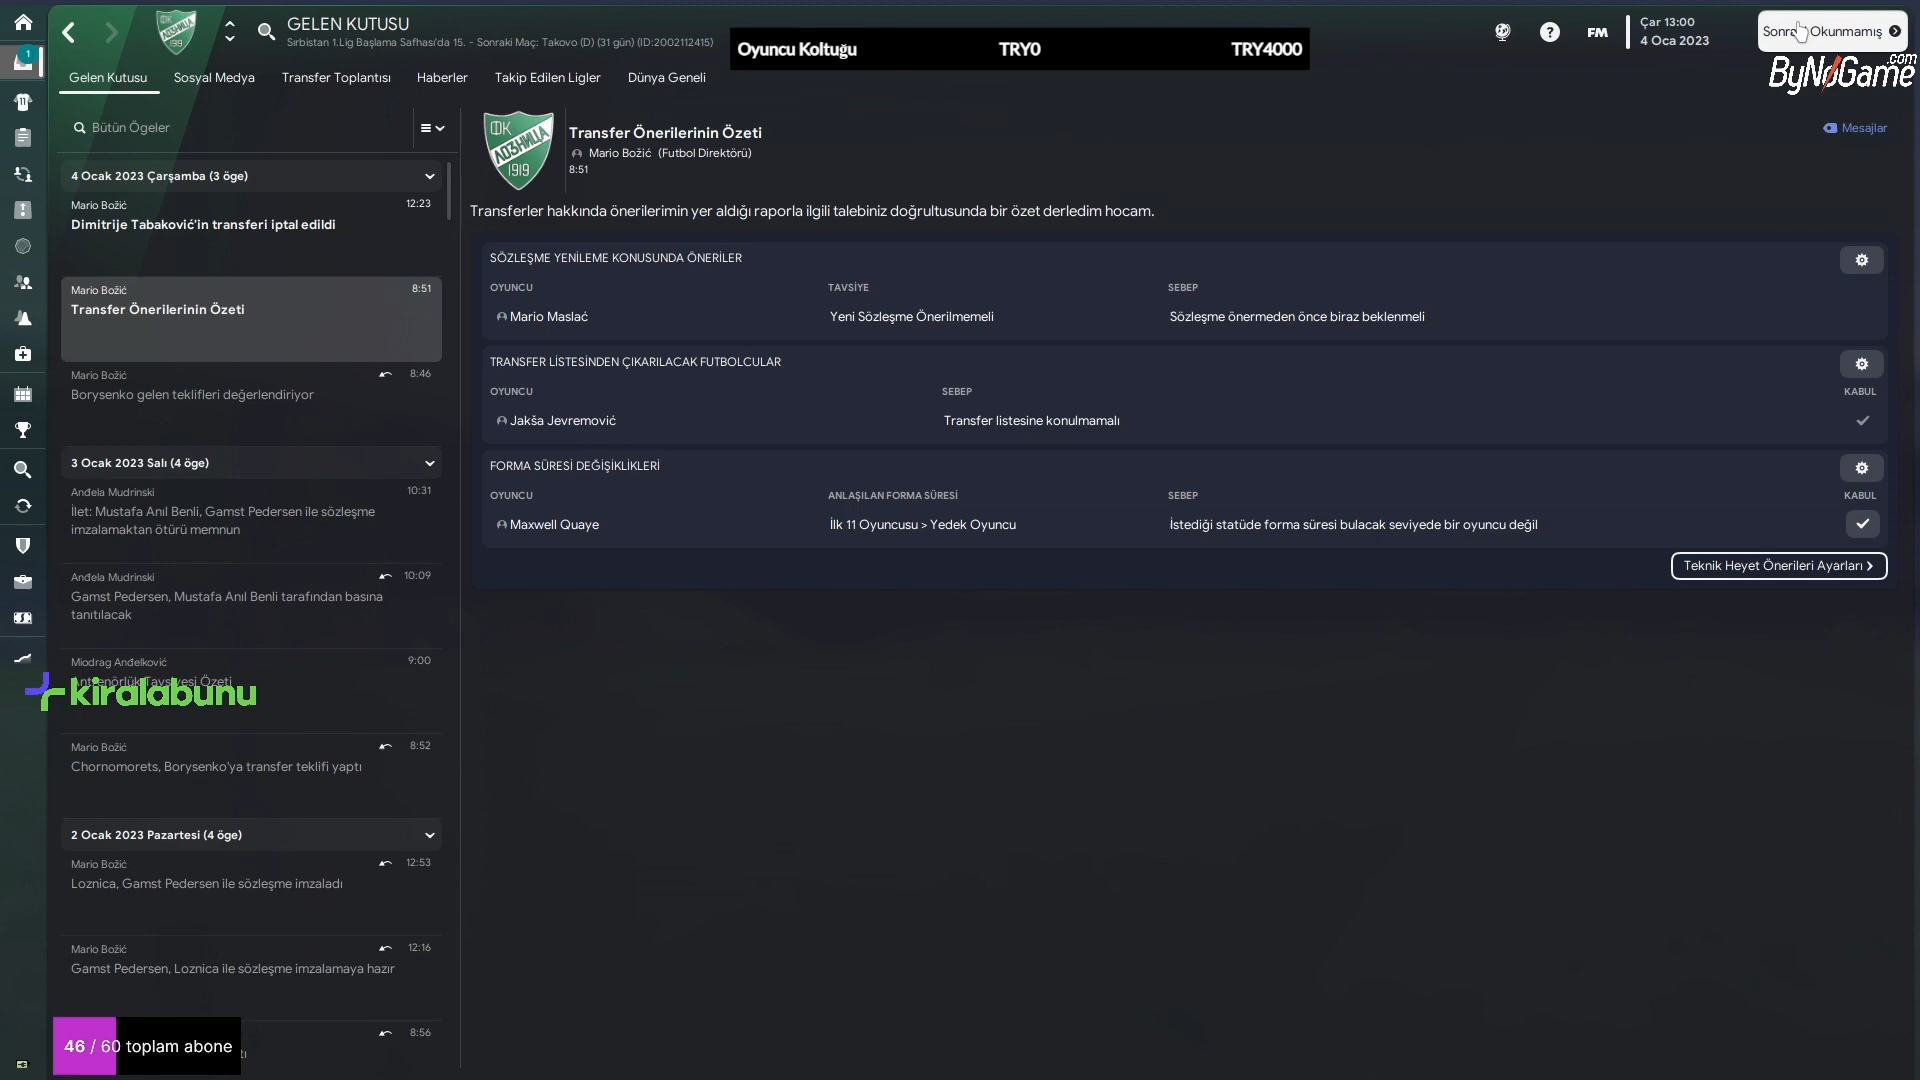 GELEN KUTUSU
Sırbistan 1.Lig Başlama Safhası'da 15. - Sonraki Maç: Takovo (D) (31 gün) (ID:2002112415)
Oyuncu Koltuğu TRY0 TRY4000
FM
Çar 13:00
4 Oca 2023
Okunmamış
ByNoGame.com
Gelen Kutusu Sosyal Medya Transfer Toplantısı Haberler Takip Edilen Ligler Dünya Geneli
Bütün Ögeler
4 Ocak 2023 Çarşamba (3 öge)
Mario Božić 12:23
Dimitrije Tabaković'in transferi iptal edildi
Mario Božić 8:51
Transfer Önerilerinin Özeti
Mario Božić 8:46
Borysenko gelen teklifleri değerlendiriyor
3 Ocak 2023 Salı (4 öge)
Anđela Mudrinski 10:31
İlet: Mustafa Anıl Benli, Gamst Pedersen ile sözleşme
imzalamaktan ötürü memnun
Anđela Mudrinski 10:09
Gamst Pedersen, Mustafa Anıl Benli tarafından basına
tanıtılacak
Miodrag Anđelković 9:00
Antrenörlük Tavsiyesi Özeti
kiralabunu
Mario Božić 8:52
Chornomorets, Borysenko'ya transfer teklifi yaptı
2 Ocak 2023 Pazartesi (4 öge)
Mario Božić 12:53
Loznica, Gamst Pedersen ile sözleşme imzaladı
Mario Božić 12:16
Gamst Pedersen, Loznica ile sözleşme imzalamaya hazır
8:56
46 / 60 toplam abone
ФК
ЛОЗНИЦА
1919
Transfer Önerilerinin Özeti
Mario Božić (Futbol Direktörü)
8:51
Mesajlar
Transferler hakkında önerilerimin yer aldığı raporla ilgili talebiniz doğrultusunda bir özet derledim hocam.
SÖZLEŞME YENİLEME KONUSUNDA ÖNERİLER
OYUNCU TAVSİYE SEBEP
Mario Maslać Yeni Sözleşme Önerilmemeli Sözleşme önermeden önce biraz beklenmeli
TRANSFER LİSTESİNDEN ÇIKARILACAK FUTBOLCULAR
OYUNCU SEBEP KABUL
Jakša Jevremović Transfer listesine konulmamalı
FORMA SÜRESİ DEĞİŞİKLİKLERİ
OYUNCU ANLAŞILAN FORMA SÜRESİ SEBEP KABUL
Maxwell Quaye İlk 11 Oyuncusu > Yedek Oyuncu İstediği statüde forma süresi bulacak seviyede bir oyuncu değil
Teknik Heyet Önerileri Ayarları